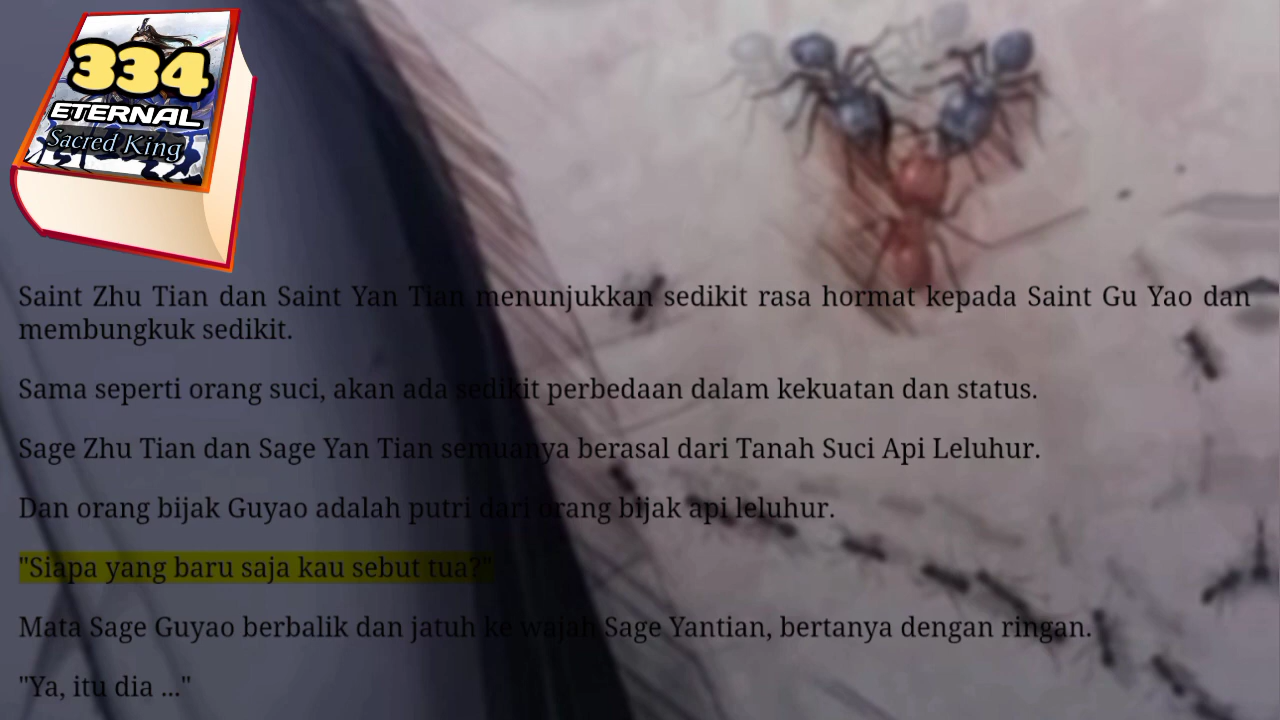 334
ETERNAL
Sacred King
Saint Zhu Tian dan Saint Yan Tian menunjukkan sedikit rasa hormat kepada Saint Gu Yao dan
membungkuk sedikit.
Sama seperti orang suci, akan ada sedikit perbedaan dalam kekuatan dan status.
Sage Zhu Tian dan Sage Yan Tian semuanya berasal dari Tanah Suci Api Leluhur.
Dan orang bijak Guyao adalah putri dari orang bijak api leluhur.
"Siapa yang baru saja kau sebut tua?"
Mata Sage Guyao berbalik dan jatuh ke wajah Sage Yantian, bertanya dengan ringan.
"Ya, itu dia ..."